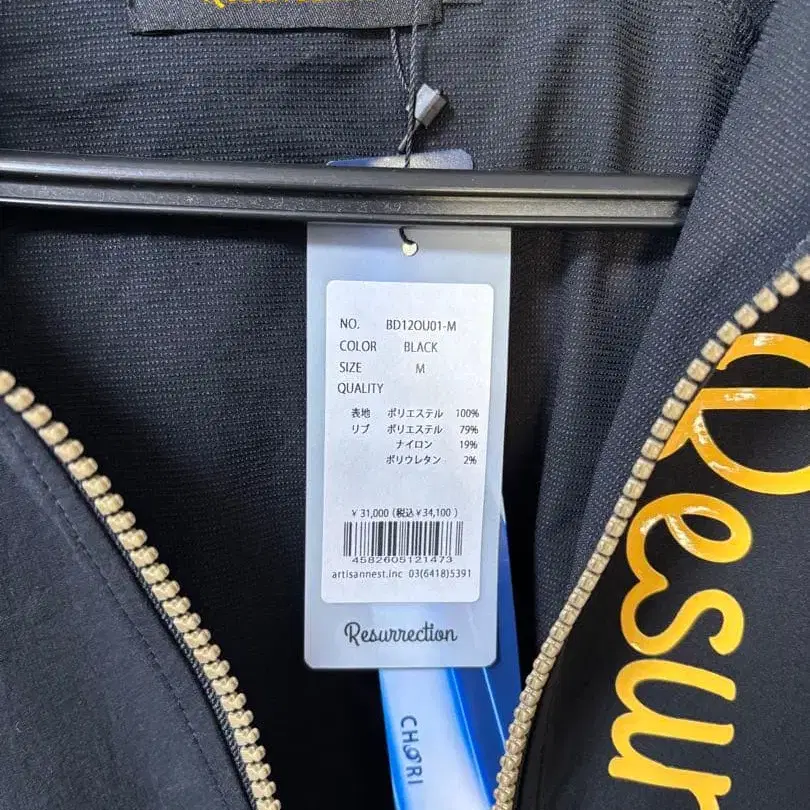 NO. BD12OU01-M
COLOR BLACK
SIZE M
QUALITY
表地 ポリエステル 100%
リブ ポリエステル 79%
ナイロン 19%
ポリウレタン 2%
¥31,000(税込¥34,100)
4582605121473
artisannest.inc 03(6418)5391
Resurrection
CHORI
Resur